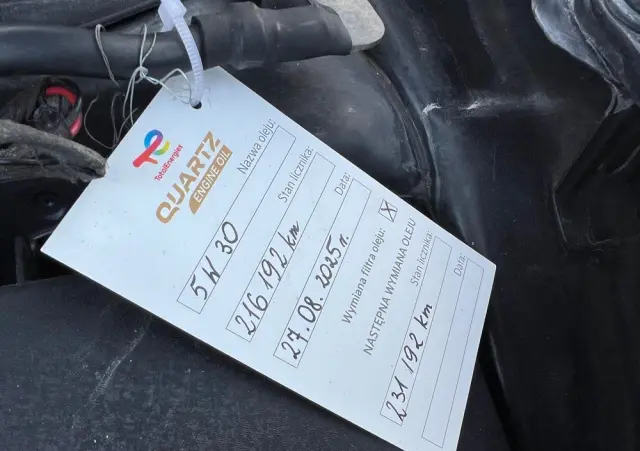 TotalEnergies
QUARTZ
ENGINE OIL
Nazwa oleju:
5W30
Stan licznika:
216 192 km
Data:
27.08.2025 r.
Wymiana filtra oleju: X
NASTĘPNA WYMIANA OLEJU
Stan licznika:
231 192 km
Data: